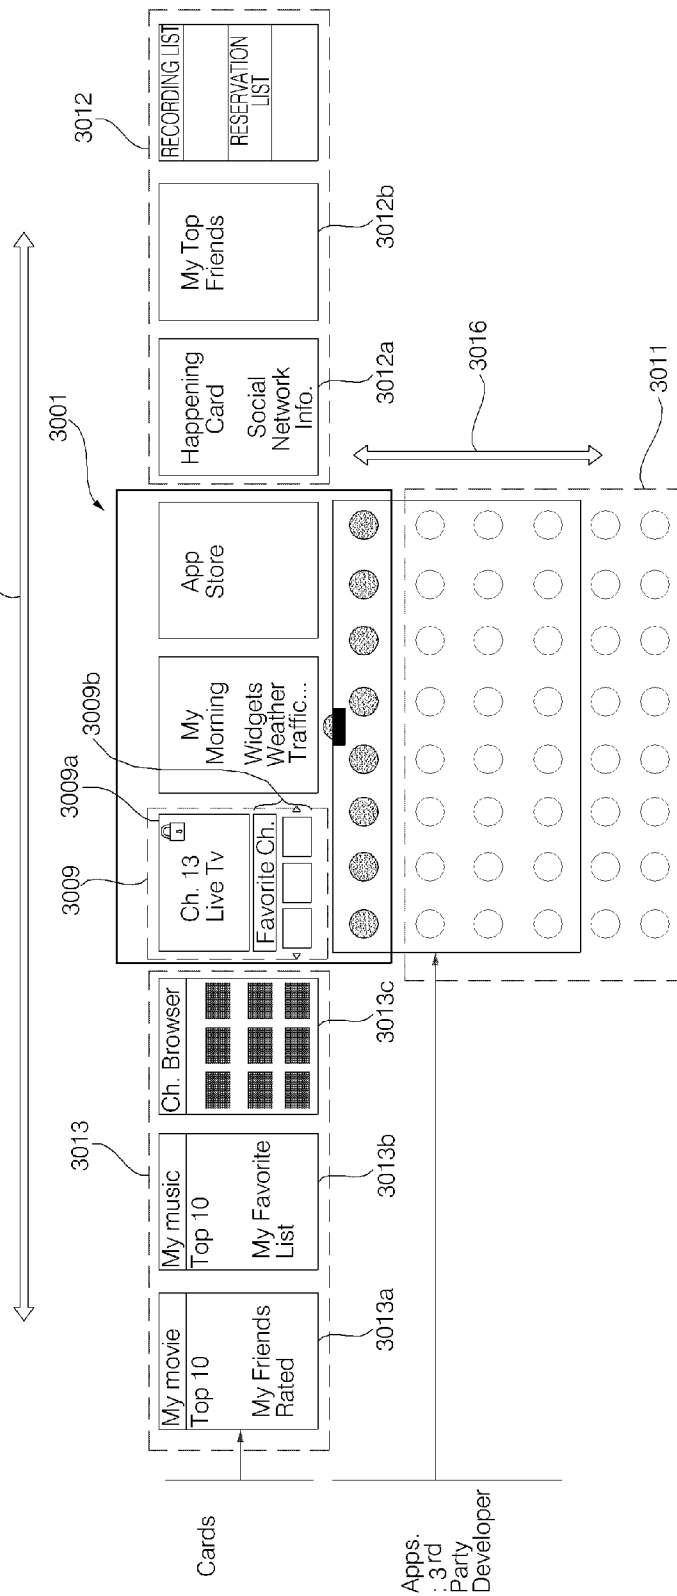 3001
3009
3009a
3009b
3013
3012
Cards
My movie
Top 10
My Friends
Rated
3013a
My music
Top 10
My Favorite
List
3013b
Ch. Browser
3013c
Ch. 13
Live Tv
Favorite Ch.
My
Morning
Widgets
Weather
Traffic...
App
Store
Happening
Card
Social
Network
Info.
3012a
My Top
Friends
3012b
RECORDING LIST
RESERVATION
LIST
Apps.
: 3 rd
Party
Developer
3016
3011